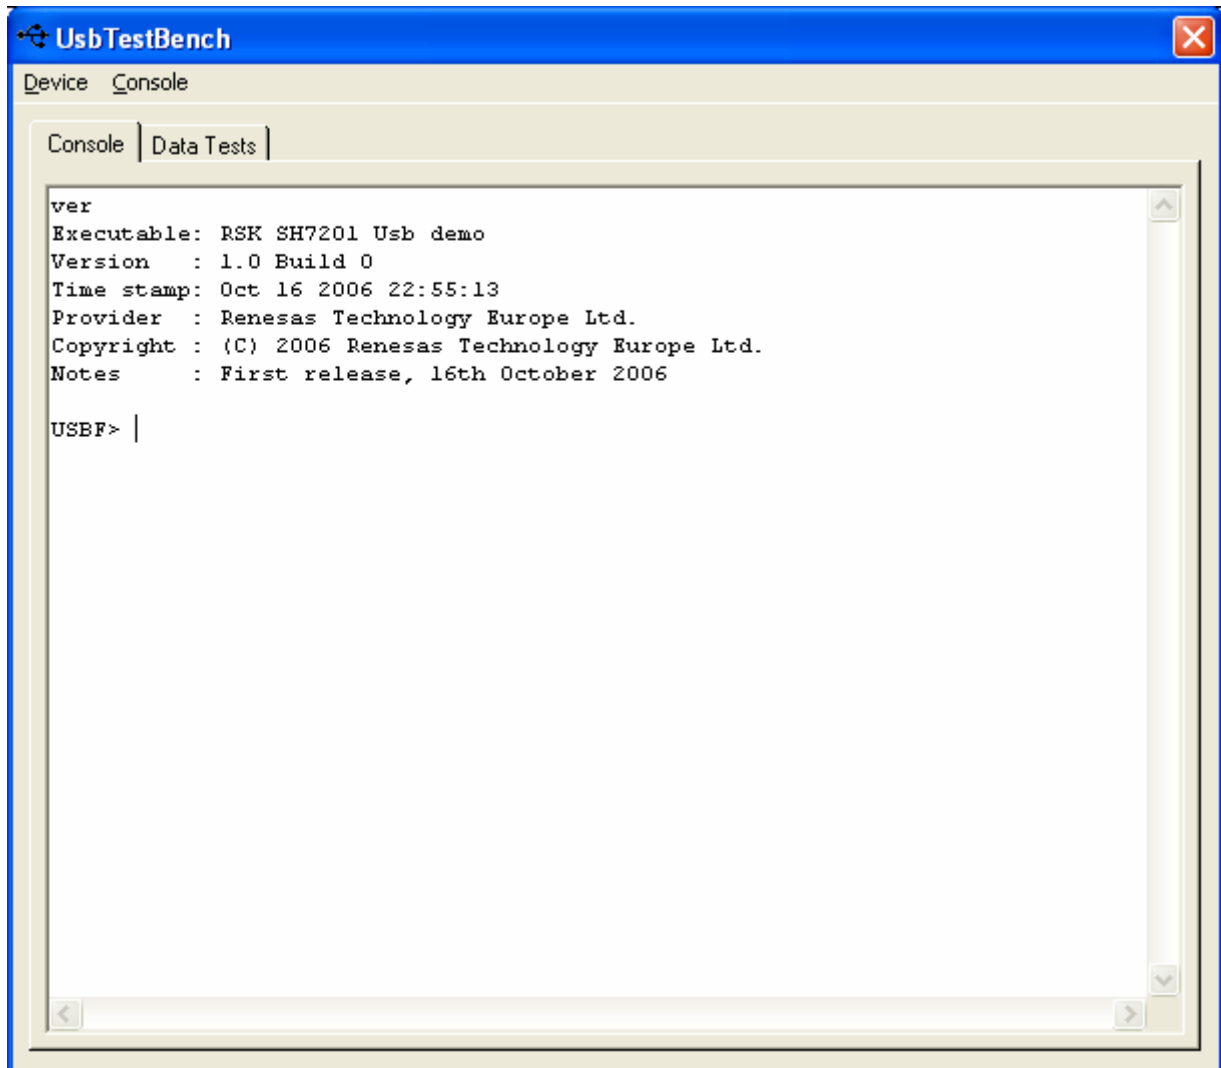 UsbTestBench
Device Console
Console Data Tests
ver
Executable: RSK SH7201 Usb demo
Version   : 1.0 Build 0
Time stamp: Oct 16 2006 22:55:13
Provider  : Renesas Technology Europe Ltd.
Copyright : (C) 2006 Renesas Technology Europe Ltd.
Notes     : First release, 16th October 2006
USBF>